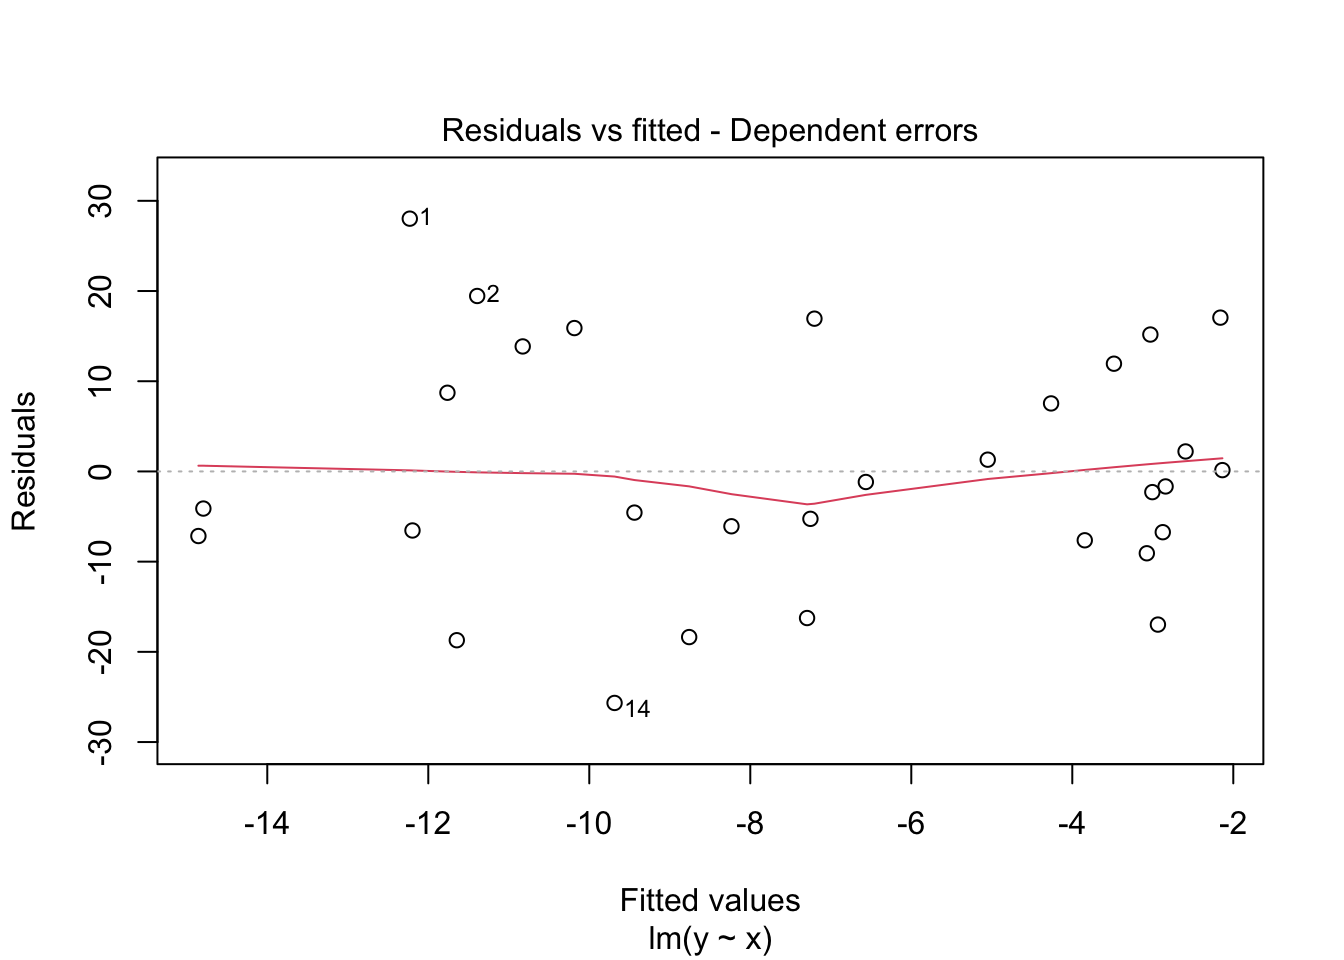 Residuals vs fitted - Dependent errors
Residuals
30
20
10
0
-10
-20
-30
1
2
14
-14 -12 -10 -8 -6 -4 -2
Fitted values
lm(y ~ x)